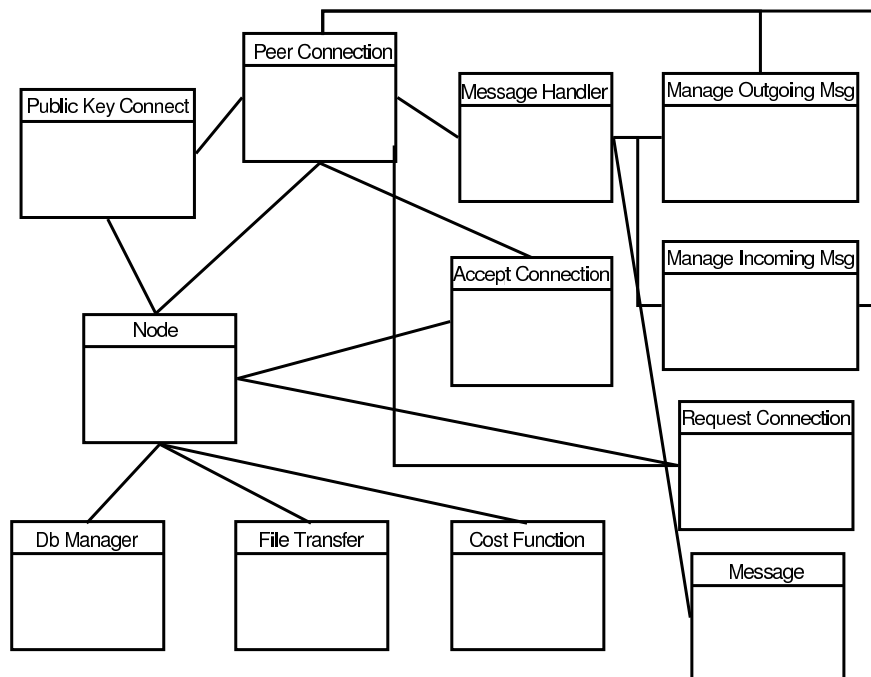 Peer Connection
Public Key Connect
Message Handler
Manage Outgoing Msg
Accept Connection
Manage Incoming Msg
Node
Request Connection
Db Manager
File Transfer
Cost Function
Message